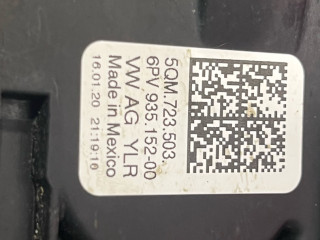 5QM.723.503.
6PV.935.152-00
VW AG YLR
Made in Mexico
16.01.20 21:19:16